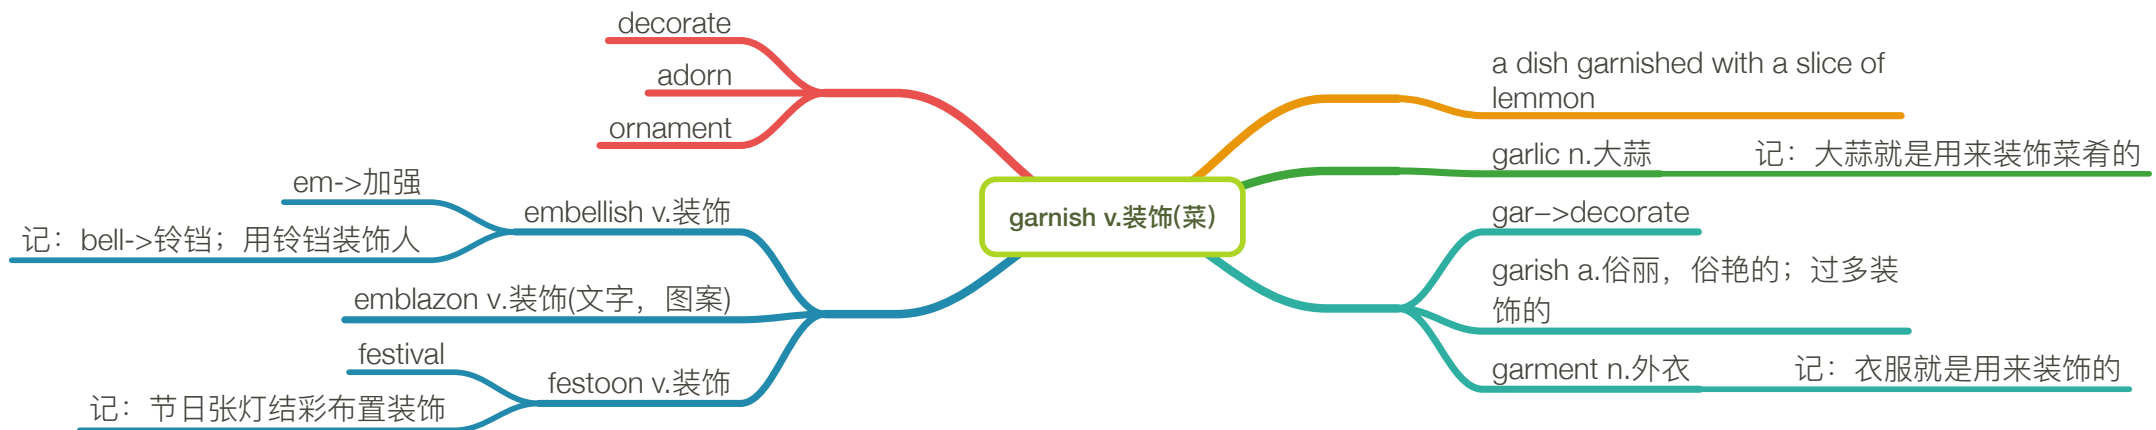 decorate
adorn
ornament
em->加强
embellish v.装饰
记：bell->铃铛；用铃铛装饰人
emblazon v.装饰(文字，图案)
festival
festoon v.装饰
记：节日张灯结彩布置装饰
garnish v.装饰(菜)
a dish garnished with a slice of
lemmon
garlic n.大蒜
记：大蒜就是用来装饰菜肴的
gar–>decorate
garish a.俗丽，俗艳的；过多装
饰的
garment n.外衣
记：衣服就是用来装饰的